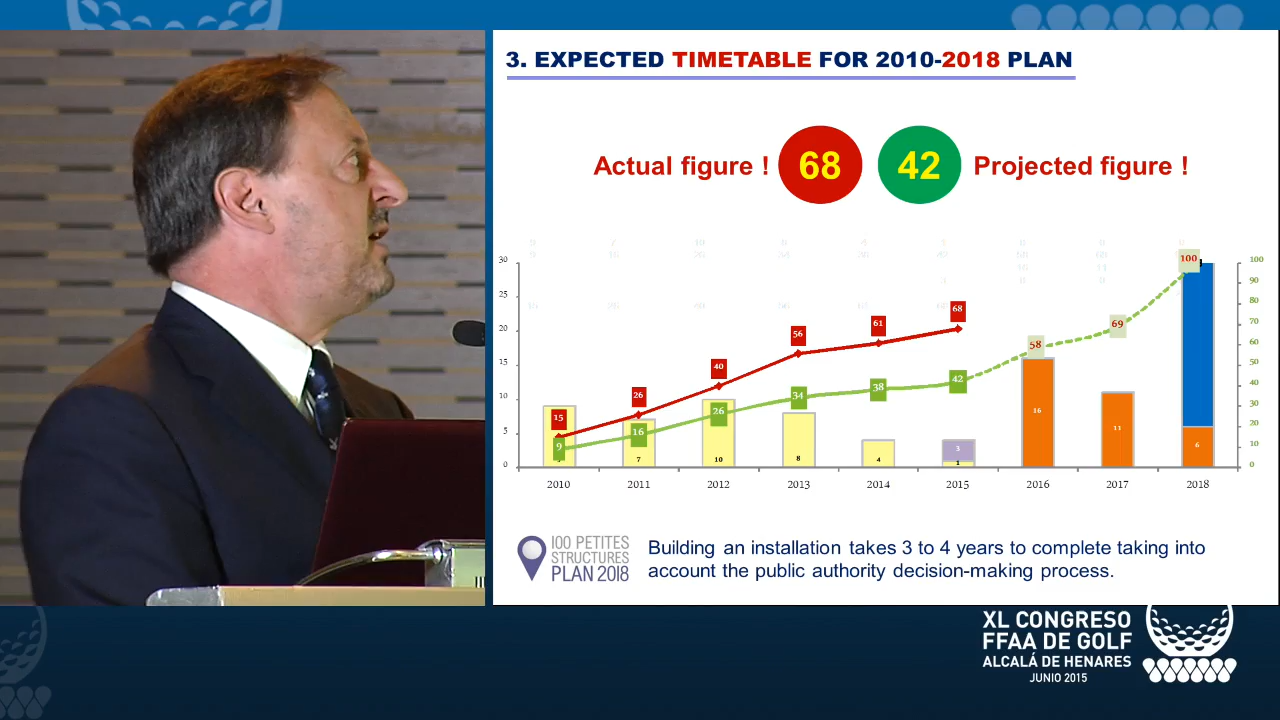 3. EXPECTED TIMETABLE FOR 2010-2018 PLAN
Actual figure ! 68 42 Projected figure !
30 100
90
25
80
70
20
60
15 50
40
10
30
20
5
10
0 0
15 26 40 56 61 68
9 16 26 34 38 42 58 69 100
7 10 8 4 3 1 16 11 6
2010 2011 2012 2013 2014 2015 2016 2017 2018
100 PETITES
STRUCTURES
PLAN 2018
Building an installation takes 3 to 4 years to complete taking into
account the public authority decision-making process.
XL CONGRESO
FFAA DE GOLF
ALCALÁ DE HENARES
JUNIO 2015